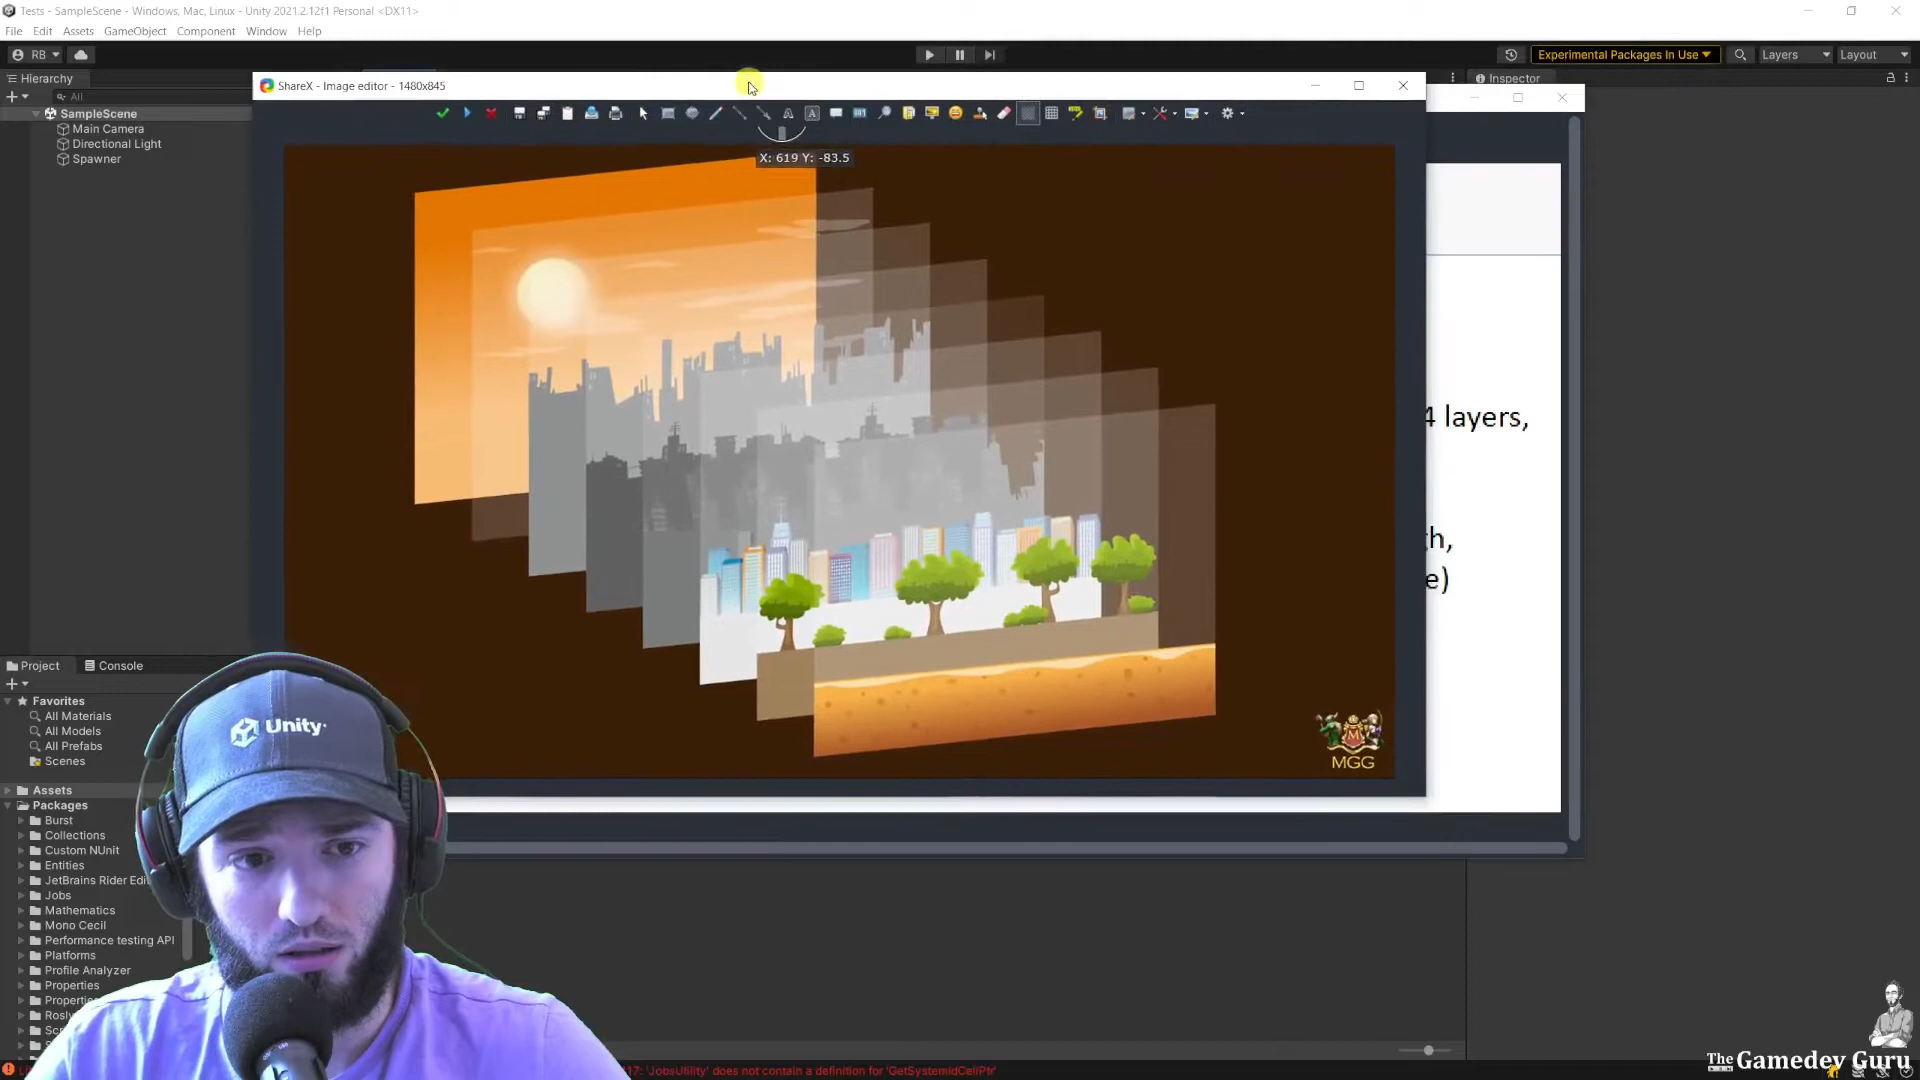 Tests - SampleScene - Windows, Mac, Linux - Unity 2021.2.12f1 Personal <DX11>
File Edit Assets GameObject Component Window Help
RB
Experimental Packages In Use
Layers
Layout
Hierarchy
Inspector
All
SampleScene
Main Camera
Directional Light
Spawner
ShareX - Image editor - 1480x845
X: 619 Y: -83.5
4 layers,
e)
MGG
Project
Console
Favorites
All Materials
All Models
All Prefabs
Scenes
Assets
Packages
Burst
Collections
Custom NUnit
Entities
JetBrains Rider Edi
Jobs
Mathematics
Mono Cecil
Performance testing API
Platforms
Profile Analyzer
Properties
Unity
'JobsUtility' does not contain a definition for 'GetSystemIdCellPtr'
The Gamedev Guru